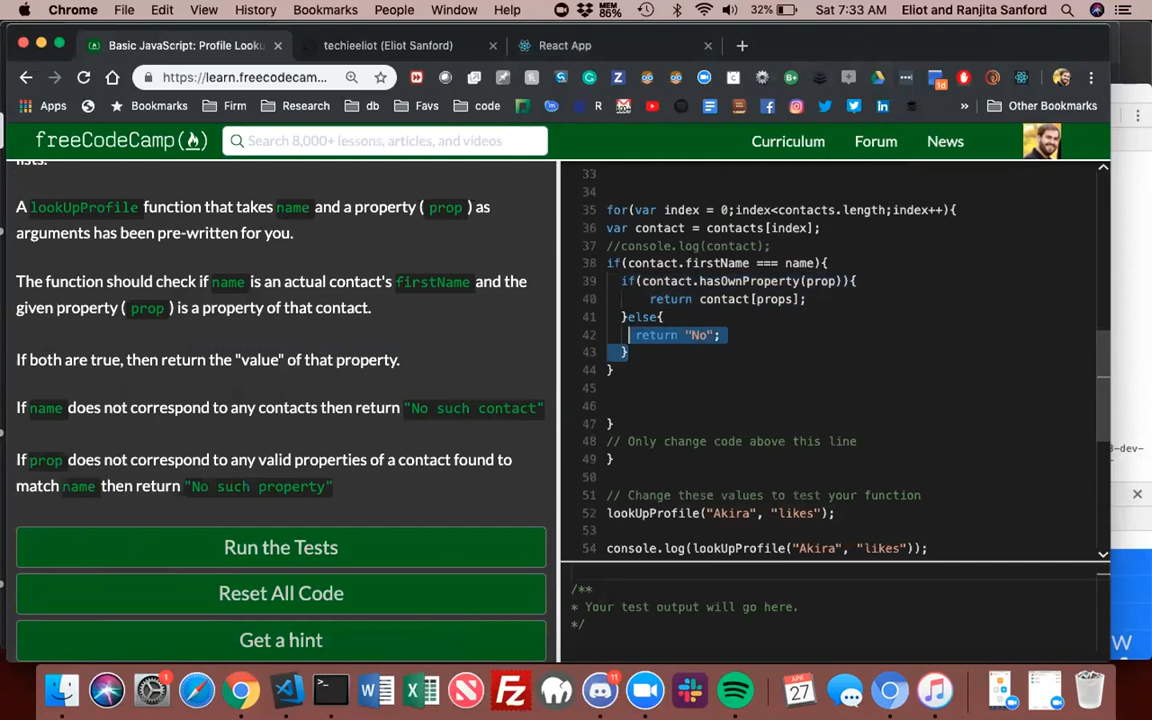 Chrome File Edit View History Bookmarks People Window Help MEM 86% 32% Sat 7:33 AM Eliot and Ranjita Sanford
Basic JavaScript: Profile Looku techieeliot (Eliot Sanford) React App
https://learn.freecodecam...
Apps Bookmarks Firm Research db Favs code R 100+ » Other Bookmarks
freeCodeCamp Search 8,000+ lessons, articles, and videos Curriculum Forum News
lists.
A lookUpProfile function that takes name and a property ( prop ) as
arguments has been pre-written for you.
The function should check if name is an actual contact's firstName and the
given property ( prop ) is a property of that contact.
If both are true, then return the "value" of that property.
If name does not correspond to any contacts then return "No such contact"
If prop does not correspond to any valid properties of a contact found to
match name then return "No such property"
Run the Tests
Reset All Code
Get a hint
33
34
35 for(var index = 0;index<contacts.length;index++){
36 var contact = contacts[index];
37 //console.log(contact);
38 if(contact.firstName === name){
39 if(contact.hasOwnProperty(prop)){
40 return contact[props];
41 }else{
42 return "No";
43 }
44 }
45
46
47 }
48 // Only change code above this line
49 }
50
51 // Change these values to test your function
52 lookUpProfile("Akira", "likes");
53
54 console.log(lookUpProfile("Akira", "likes"));
/**
* Your test output will go here.
*/
3-dev-
W
1d
1
APR
27
11